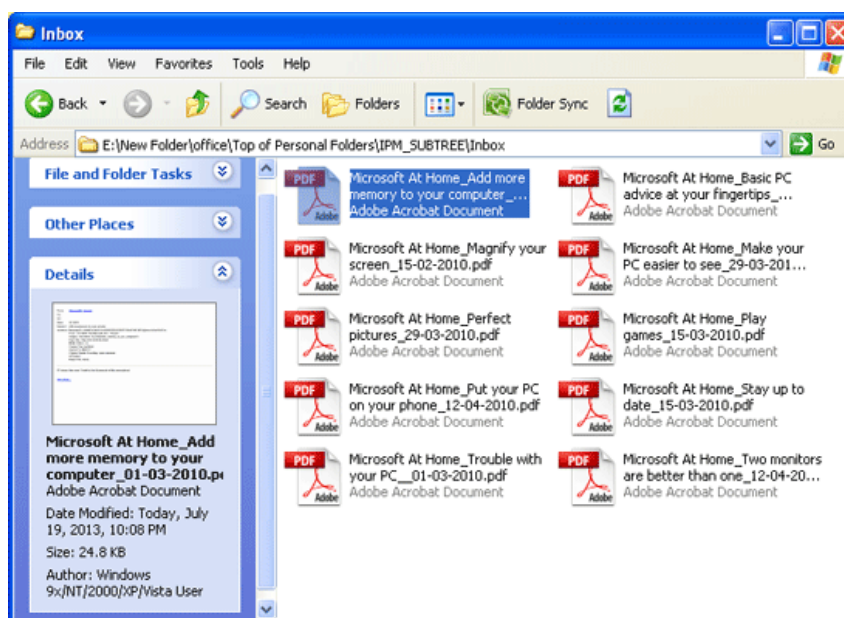 Inbox
File Edit View Favorites Tools Help
Back Search Folders Folder Sync
Address E:\New Folder\office\Top of Personal Folders\IPM_SUBTREE\Inbox Go
File and Folder Tasks
Other Places
Details
Microsoft At Home_Add
more memory to your
computer_01-03-2010.p
Adobe Acrobat Document
Date Modified: Today, July
19, 2013, 10:08 PM
Size: 24.8 KB
Author: Windows
9x/NT/2000/XP/Vista User
PDF
Adobe
Microsoft At Home_Add more
memory to your computer_...
Adobe Acrobat Document
PDF
Adobe
Microsoft At Home_Basic PC
advice at your fingertips_...
Adobe Acrobat Document
PDF
Adobe
Microsoft At Home_Magnify your
screen_15-02-2010.pdf
Adobe Acrobat Document
PDF
Adobe
Microsoft At Home_Make your
PC easier to see_29-03-201...
Adobe Acrobat Document
PDF
Adobe
Microsoft At Home_Perfect
pictures_29-03-2010.pdf
Adobe Acrobat Document
PDF
Adobe
Microsoft At Home_Play
games_15-03-2010.pdf
Adobe Acrobat Document
PDF
Adobe
Microsoft At Home_Put your PC
on your phone_12-04-2010.pdf
Adobe Acrobat Document
PDF
Adobe
Microsoft At Home_Stay up to
date_15-03-2010.pdf
Adobe Acrobat Document
PDF
Adobe
Microsoft At Home_Trouble with
your PC__01-03-2010.pdf
Adobe Acrobat Document
PDF
Adobe
Microsoft At Home_Two monitors
are better than one_12-04-20...
Adobe Acrobat Document